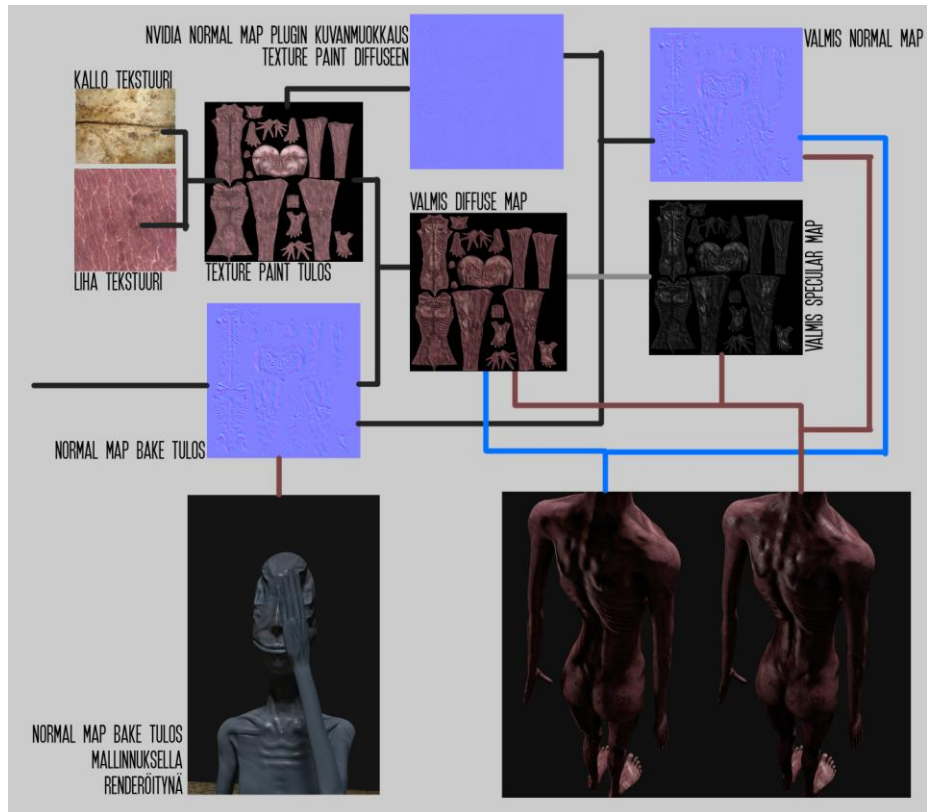 NVIDIA NORMAL MAP PLUGIN KUVANMUOKKAUS
TEXTURE PAINT DIFFUSEEN
VALMIS NORMAL MAP
KALLO TEKSTUURI
LIHA TEKSTUURI
TEXTURE PAINT TULOS
VALMIS DIFFUSE MAP
VALMIS SPECULAR MAP
NORMAL MAP BAKE TULOS
NORMAL MAP BAKE TULOS
MALLINNUKSELLA
RENDERÖITYNÄ